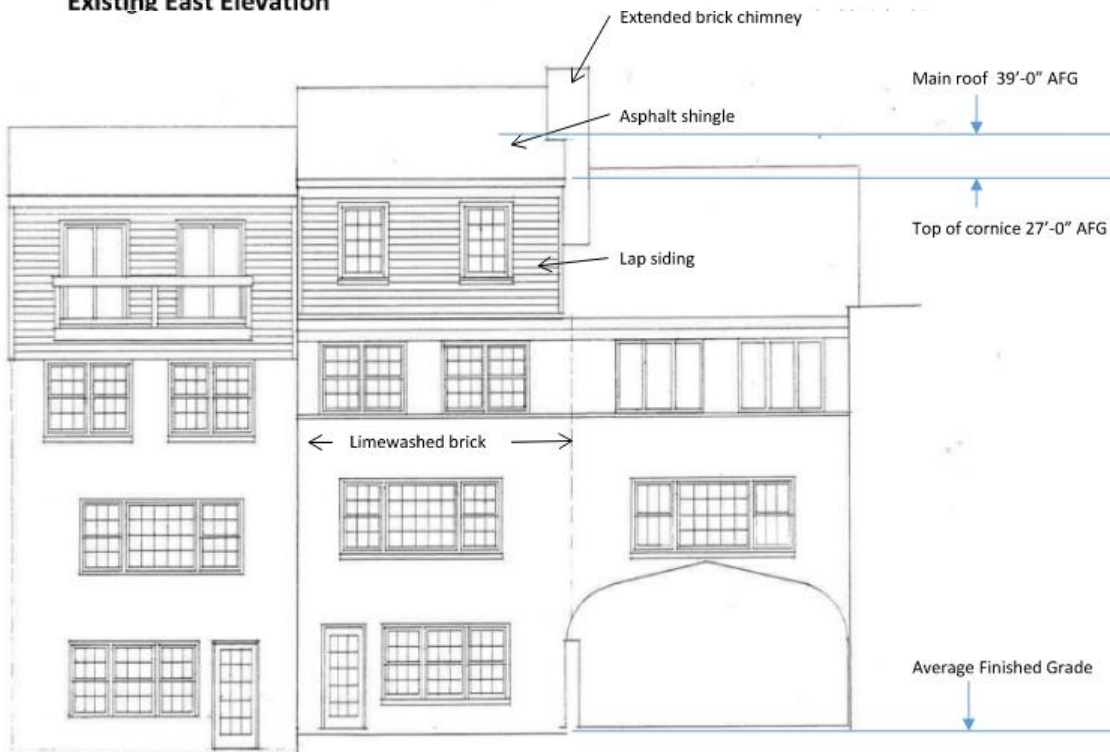 Existing East Elevation
Extended brick chimney
Main roof 39'-0" AFG
Asphalt shingle
Top of cornice 27'-0" AFG
Lap siding
Limewashed brick
Average Finished Grade